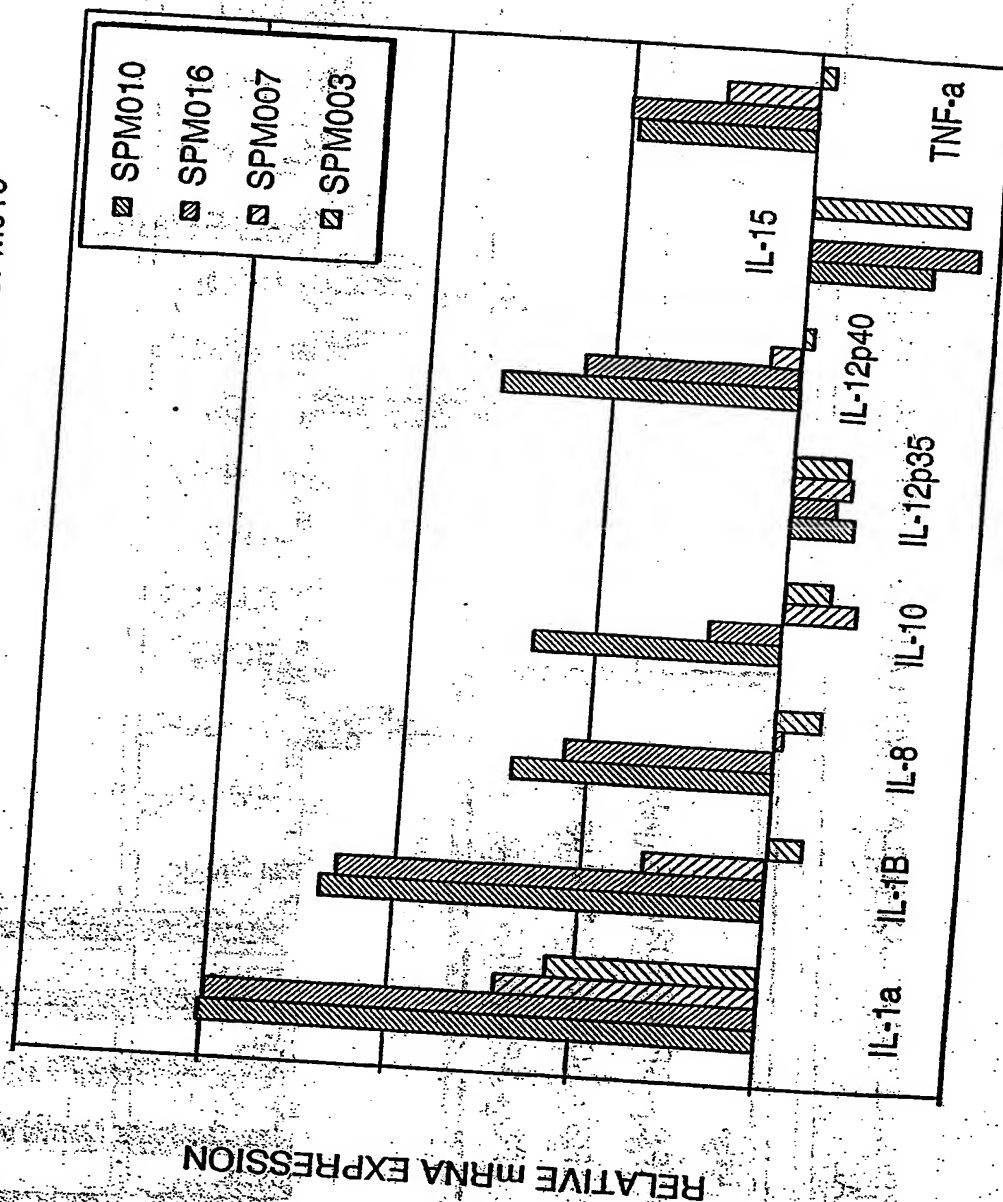 SPM010
SPM016
SPM007
SPM003
RELATIVE mRNA EXPRESSION
IL-1a
IL-1B
IL-8
IL-10
IL-12p35
IL-12p40
IL-15
TNF-a